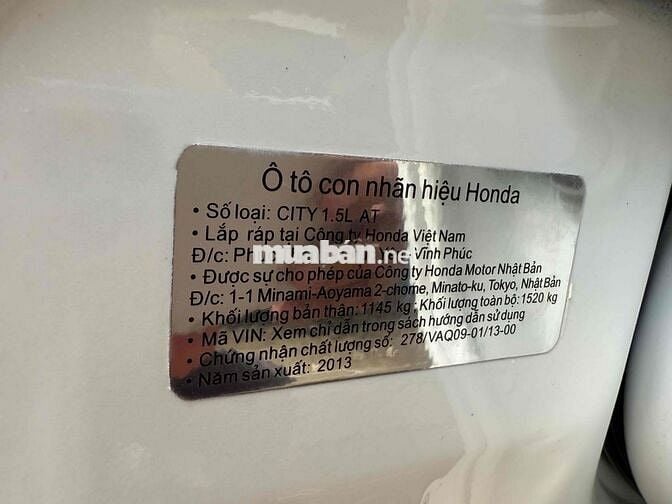 Ô tô con nhãn hiệu Honda
• Số loại: CITY 1.5L AT
• Lắp ráp tại Công ty Honda Việt Nam
Đ/c: Ph Vĩnh Phúc
muaban.net
• Được sự cho phép của Công ty Honda Motor Nhật Bản
Đ/c: 1-1 Minami-Aoyama 2-chome, Minato-ku, Tokyo, Nhật Bản
• Khối lượng bản thân: 1145 kg; Khối lượng toàn bộ: 1520 kg
• Mã VIN: Xem chỉ dẫn trong sách hướng dẫn sử dụng
• Chứng nhận chất lượng số: 278/VAQ09-01/13-00
• Năm sản xuất: 2013